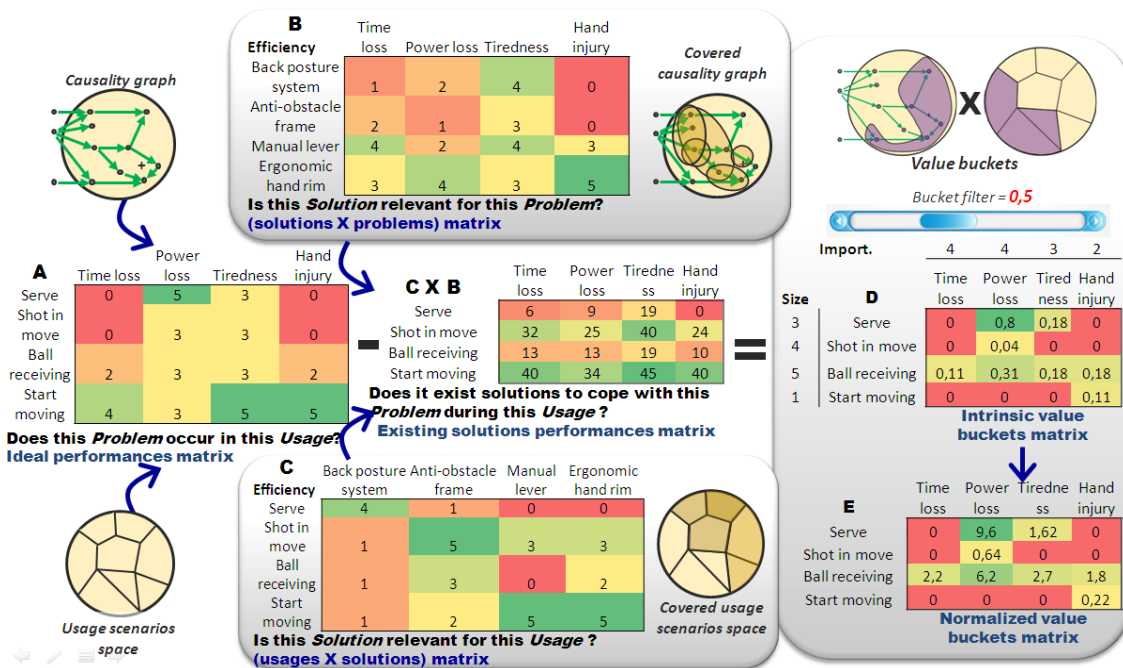 B
Time
loss
Power loss
Tiredness
Hand
injury
Efficiency
Back posture
system
1 2 4 0
Anti-obstacle
frame
2 1 3 0
Manual lever
4 2 4 3
Ergonomic
hand rim
3 4 3 5
Is this Solution relevant for this Problem?
(solutions X problems) matrix
Covered
causality graph
Causality graph
A
Time loss
Power
loss
Tiredness
Hand
injury
Serve
0 5 3 0
Shot in
move
0 3 3 0
Ball
receiving
2 3 3 2
Start
moving
4 3 5 5
Does this Problem occur in this Usage?
Ideal performances matrix
Usage scenarios
space
C X B
Time
loss
Power
loss
Tiredne
ss
Hand
injury
Serve 6 9 19 0
Shot in move 32 25 40 24
Ball receiving 13 13 19 10
Start moving 40 34 45 40
Does it exist solutions to cope with this
Problem during this Usage ?
Existing solutions performances matrix
C
Efficiency
Back posture
system
Anti-obstacle
frame
Manual
lever
Ergonomic
hand rim
Serve 4 1 0 0
Shot in
move
1 5 3 3
Ball
receiving
1 3 0 2
Start
moving
1 2 5 5
Is this Solution relevant for this Usage ?
(usages X solutions) matrix
Covered usage
scenarios space
X
Value buckets
Bucket filter = 0,5
Import. 4 4 3 2
Size
D
Time
loss
Power
loss
Tired
ness
Hand
injury
3 Serve 0 0,8 0,18 0
4 Shot in move 0 0,04 0 0
5 Ball receiving 0,11 0,31 0,18 0,18
1 Start moving 0 0 0 0,11
Intrinsic value
buckets matrix
E
Time
loss
Power
loss
Tiredne
ss
Hand
injury
Serve 0 9,6 1,62 0
Shot in move 0 0,64 0 0
Ball receiving 2,2 6,2 2,7 1,8
Start moving 0 0 0 0,22
Normalized value
buckets matrix